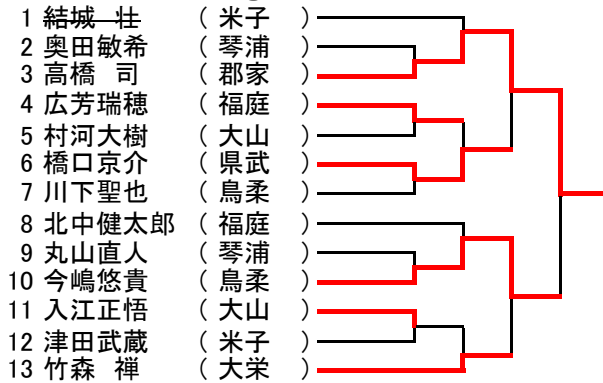 1 結城 壮 ( 米子 )
2 奥田敏希 ( 琴浦 )
3 高橋 司 ( 郡家 )
4 広芳瑞穂 ( 福庭 )
5 村河大樹 ( 大山 )
6 橋口京介 ( 県武 )
7 川下聖也 ( 鳥柔 )
8 北中健太郎 ( 福庭 )
9 丸山直人 ( 琴浦 )
10 今嶋悠貴 ( 鳥柔 )
11 入江正悟 ( 大山 )
12 津田武蔵 ( 米子 )
13 竹森 禅 ( 大栄 )